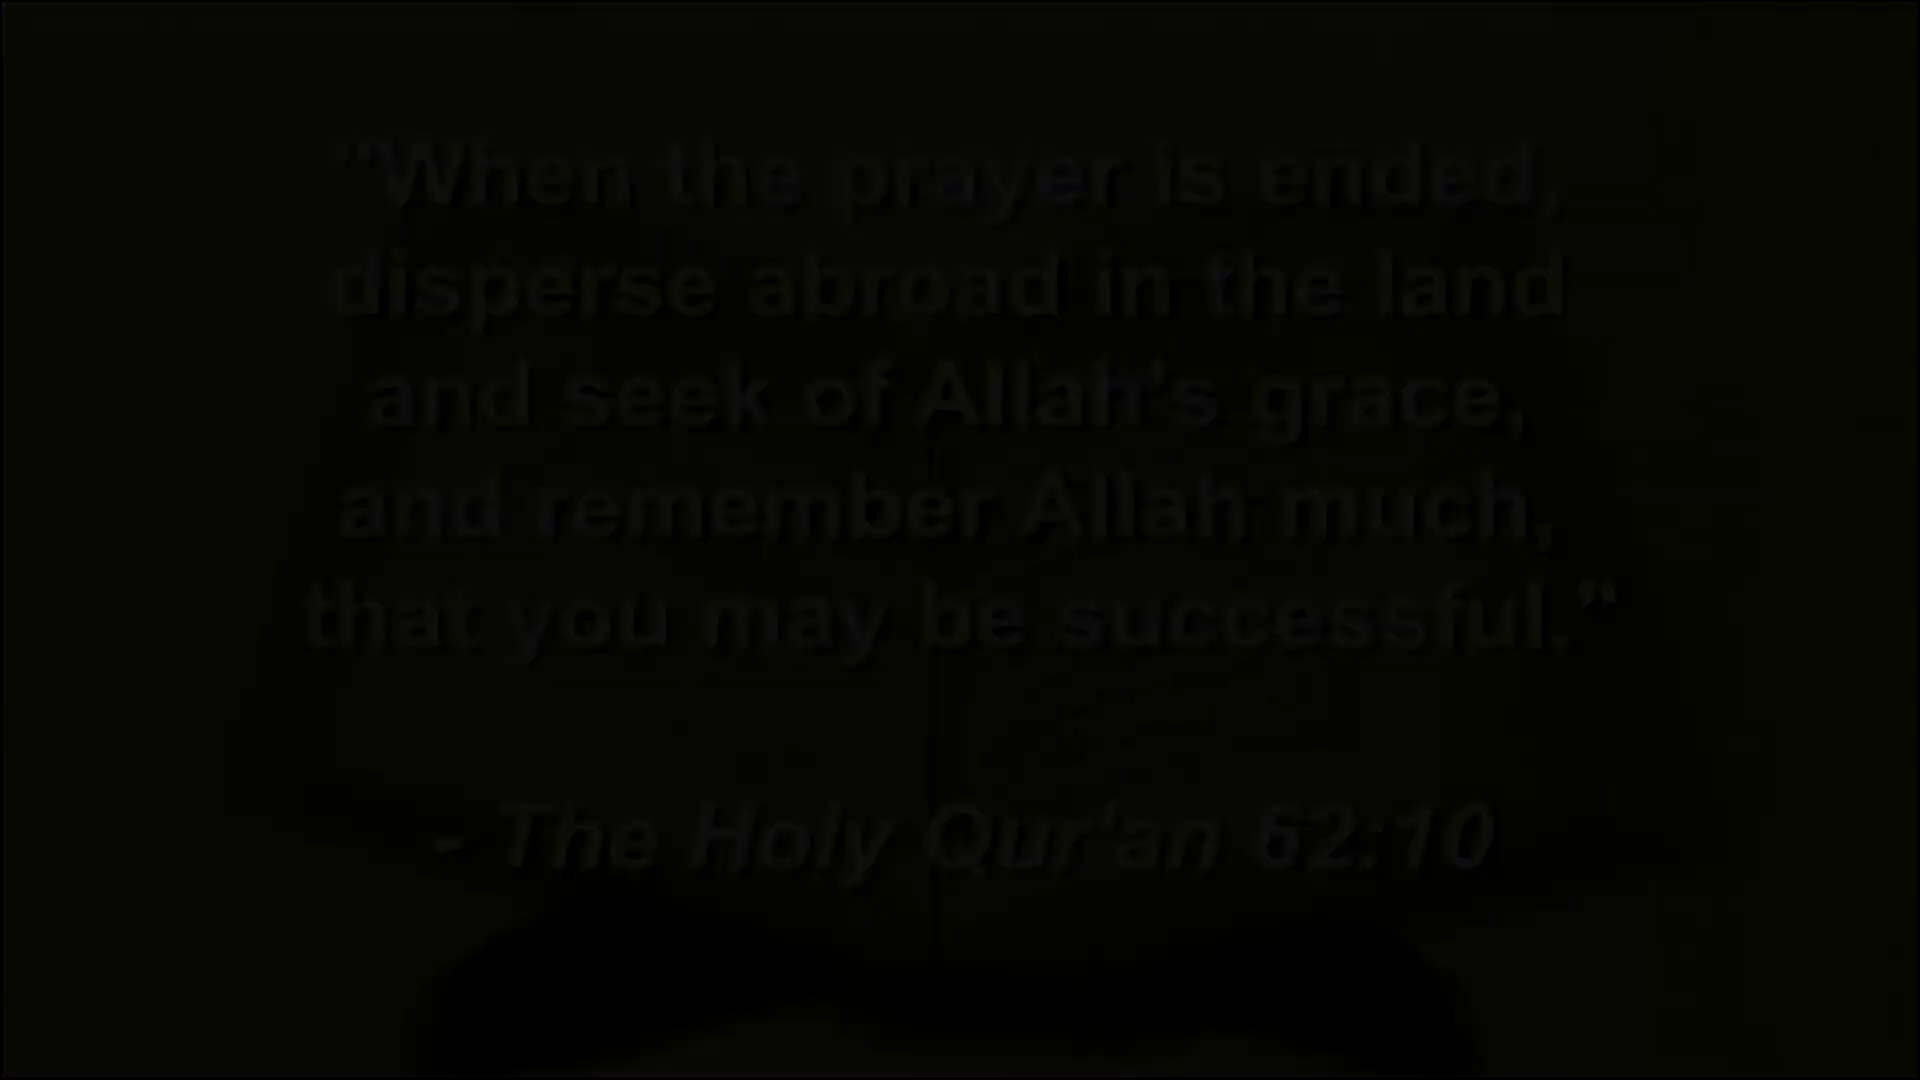 "When the prayer is ended,
disperse abroad in the land
and seek of Allah's grace,
and remember Allah much,
that you may be successful."
- The Holy Qur'an 62:10